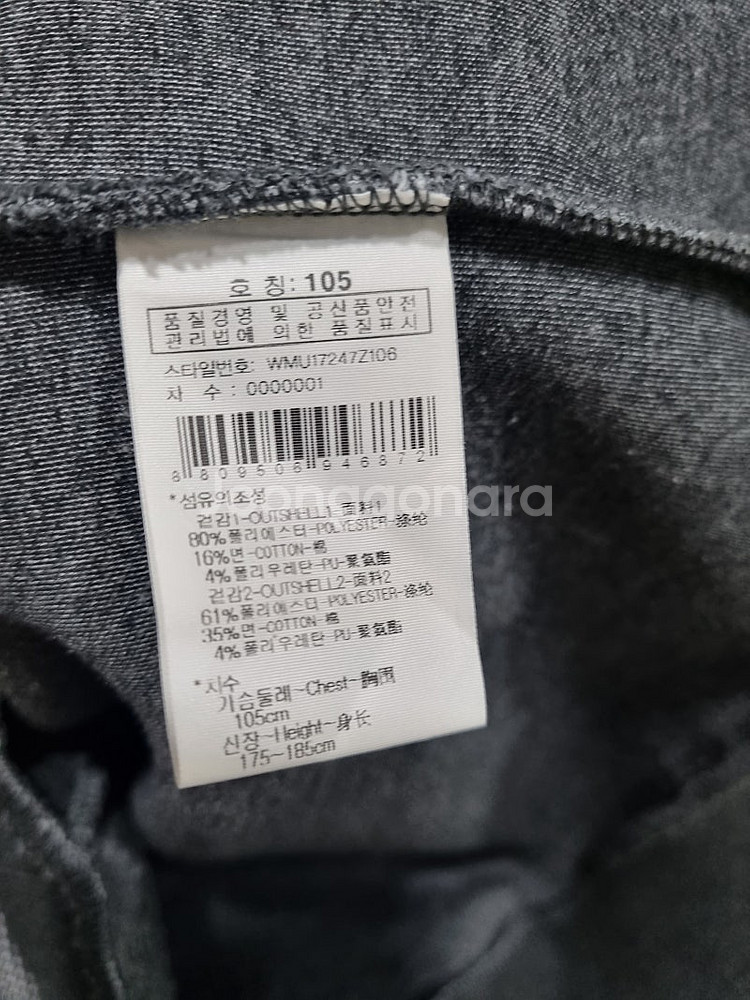 호 칭: 105
품질경영 및 공산품안전
관리법에 의한 품질표시
스타일번호: WMU17247Z106
차 수: 0000001
8 809506 946872
*섬유의조성
겉감1-OUTSHELL1-面料1
80%폴리에스터-POLYESTER-涤纶
16%면-COTTON-棉
4%폴리우레탄-PU-聚氨酯
겉감2-OUTSHELL2-面料2
61%폴리에스터-POLYESTER-涤纶
35%면-COTTON-棉
4%폴리우레탄-PU-聚氨酯
*치수
가슴둘레~Chest~胸围
105cm
신장~Height~身长
175~185cm
joonggonara